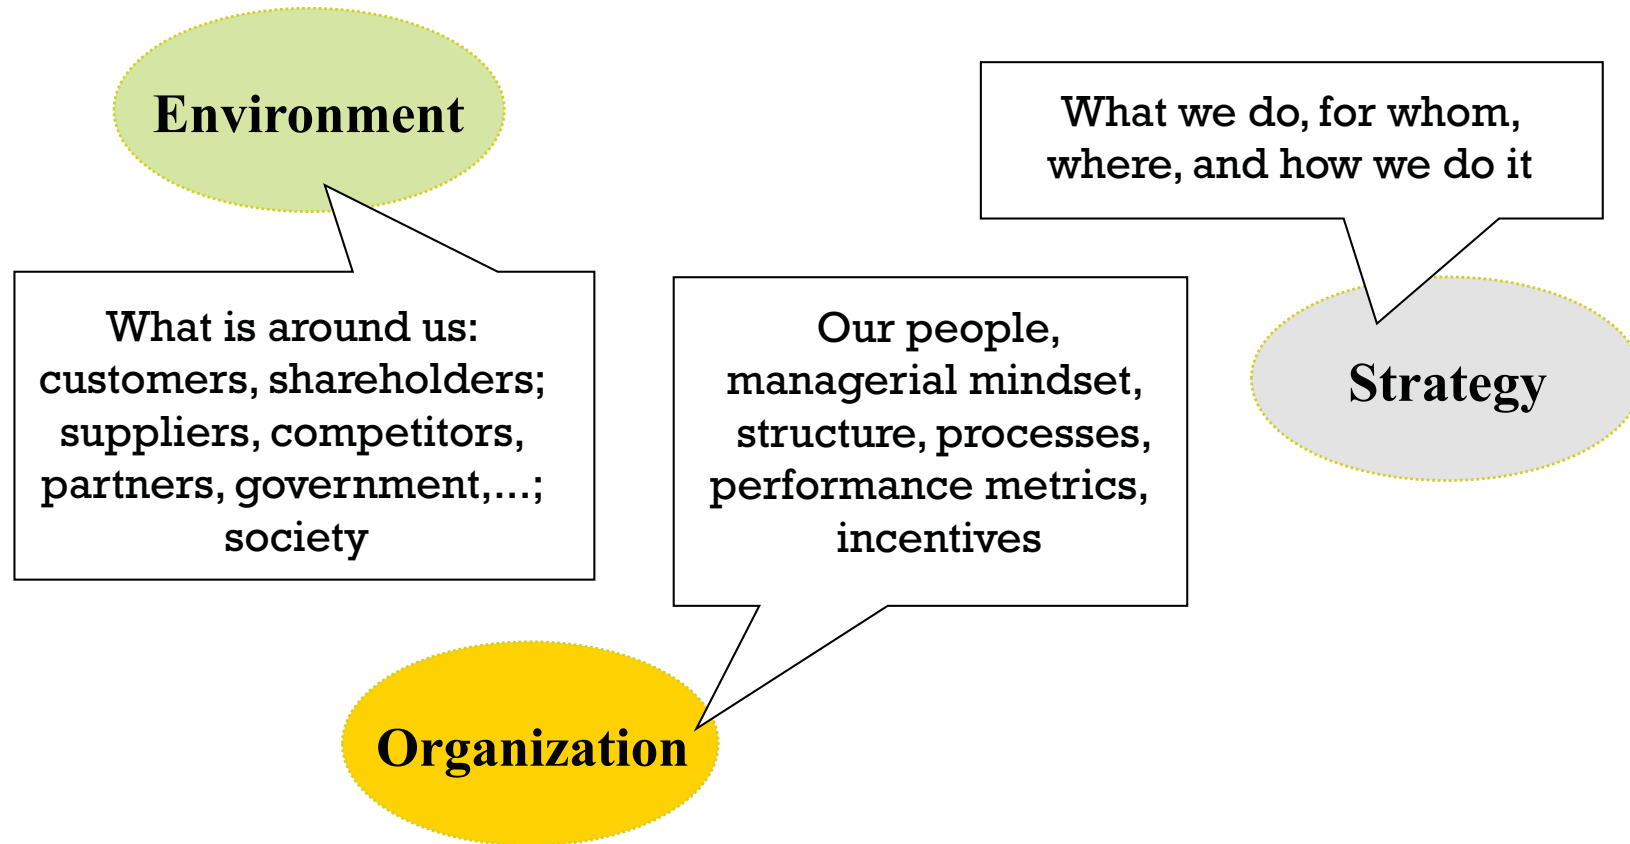 Environment
What is around us:
customers, shareholders;
suppliers, competitors,
partners, government,...;
society
Our people,
managerial mindset,
structure, processes,
performance metrics,
incentives
Organization
What we do, for whom,
where, and how we do it
Strategy